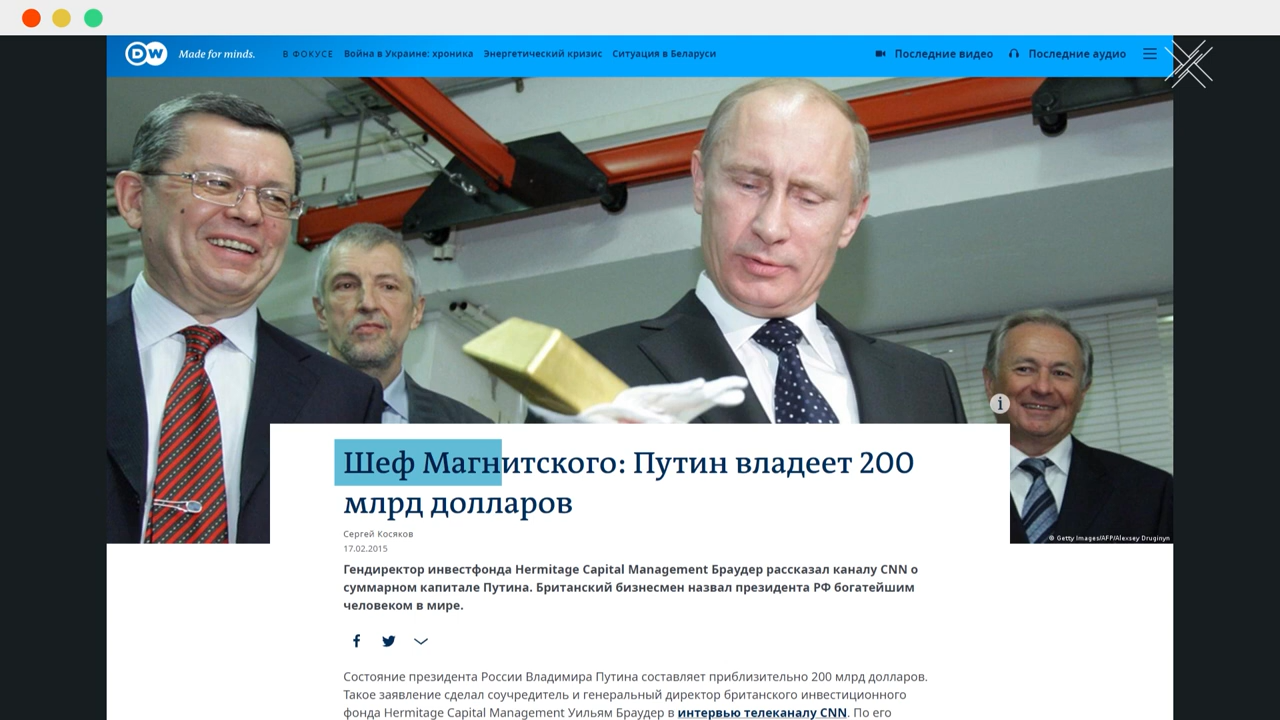 DW Made for minds. В ФОКУСЕ Война в Украине: хроника Энергетический кризис Ситуация в Беларуси Последние видео Последние аудио
i
© Getty Images/AFP/Alexsey Druginyn
Шеф Магнитского: Путин владеет 200
млрд долларов
Сергей Косяков
17.02.2015
Гендиректор инвестфонда Hermitage Capital Management Браудер рассказал каналу CNN о
суммарном капитале Путина. Британский бизнесмен назвал президента РФ богатейшим
человеком в мире.
Состояние президента России Владимира Путина составляет приблизительно 200 млрд долларов.
Такое заявление сделал соучредитель и генеральный директор британского инвестиционного
фонда Hermitage Capital Management Уильям Браудер в интервью телеканалу CNN. По его